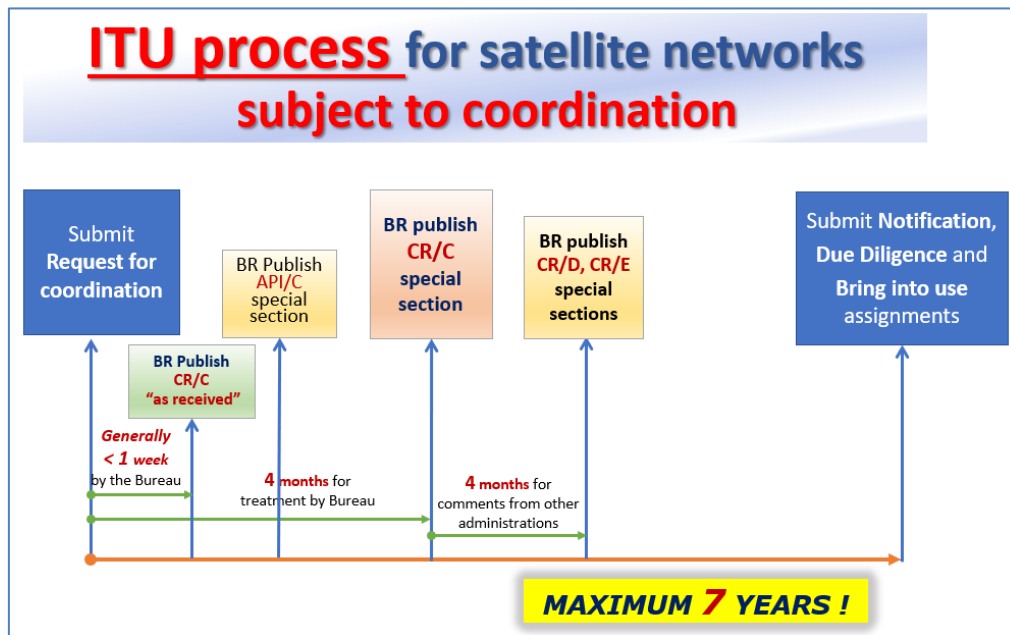 ITU process for satellite networks
subject to coordination
Submit
Request for
coordination
BR Publish
CR/C
“as received”
BR Publish
API/C
special
section
BR publish
CR/C
special
section
BR publish
CR/D, CR/E
special
sections
Submit Notification,
Due Diligence and
Bring into use
assignments
Generally
< 1 week
by the Bureau
4 months for
treatment by Bureau
4 months for
comments from other
administrations
MAXIMUM 7 YEARS !